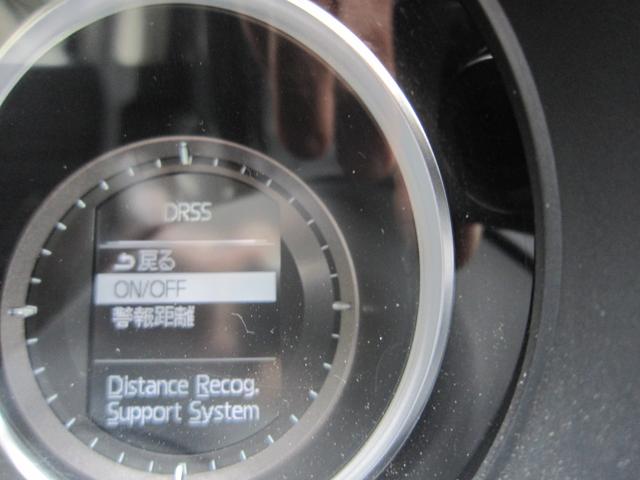 DRSS
⮌戻る
ON/OFF
警報距離
Distance Recog.
Support System